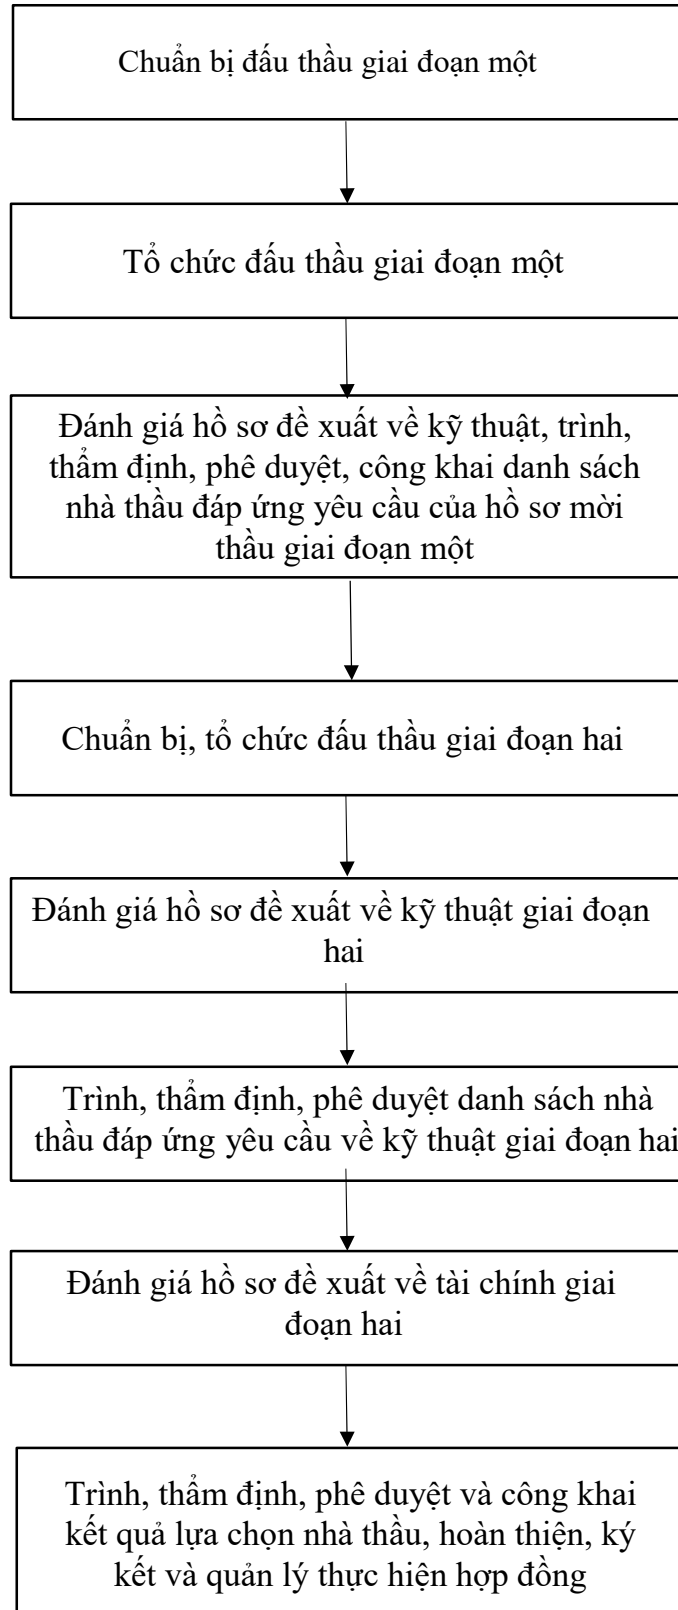 Chuẩn bị đấu thầu giai đoạn một
Tổ chức đấu thầu giai đoạn một
Đánh giá hồ sơ đề xuất về kỹ thuật, trình,
thẩm định, phê duyệt, công khai danh sách
nhà thầu đáp ứng yêu cầu của hồ sơ mời
thầu giai đoạn một
Chuẩn bị, tổ chức đấu thầu giai đoạn hai
Đánh giá hồ sơ đề xuất về kỹ thuật giai đoạn
hai
Trình, thẩm định, phê duyệt danh sách nhà
thầu đáp ứng yêu cầu về kỹ thuật giai đoạn hai
Đánh giá hồ sơ đề xuất về tài chính giai
đoạn hai
Trình, thẩm định, phê duyệt và công khai
kết quả lựa chọn nhà thầu, hoàn thiện, ký
kết và quản lý thực hiện hợp đồng